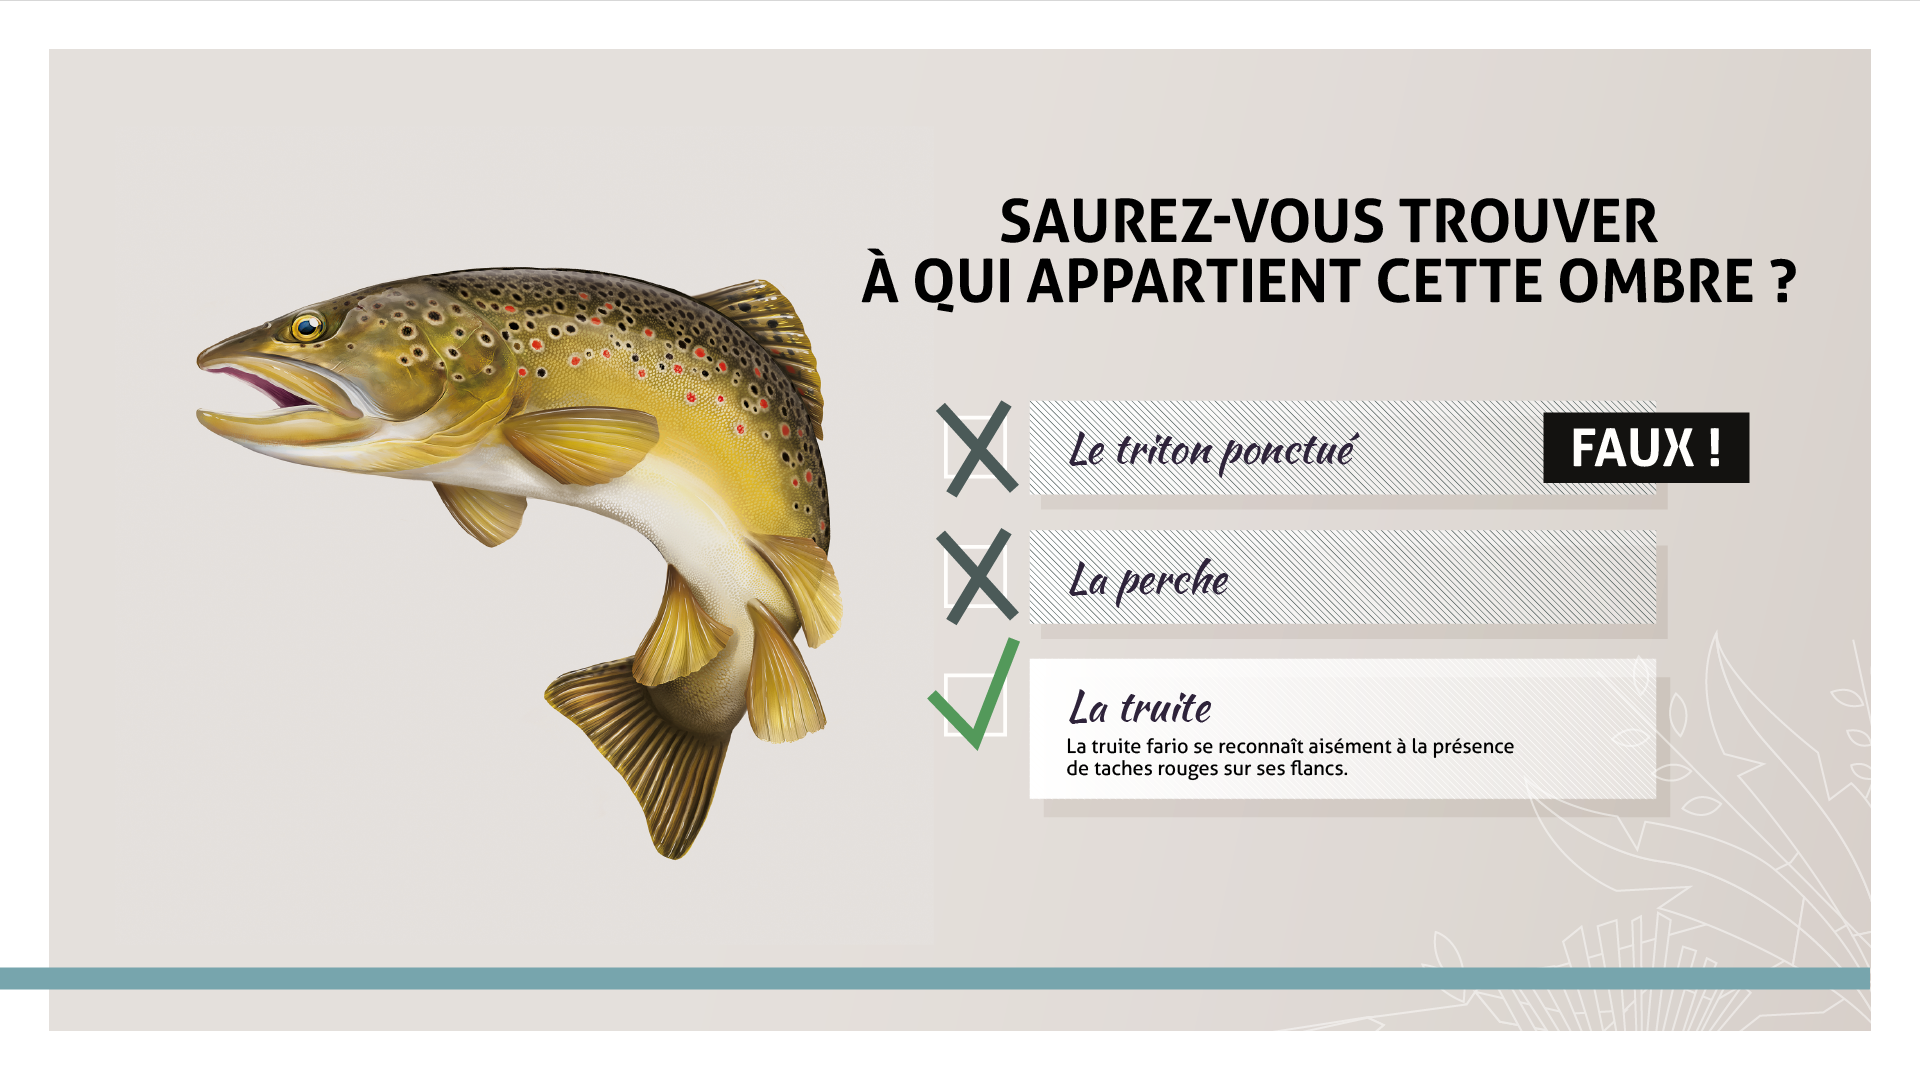 SAUREZ-VOUS TROUVER
À QUI APPARTIENT CETTE OMBRE ?
Le triton ponctué
FAUX !
La perche
La truite
La truite fario se reconnaît aisément à la présence
de taches rouges sur ses flancs.